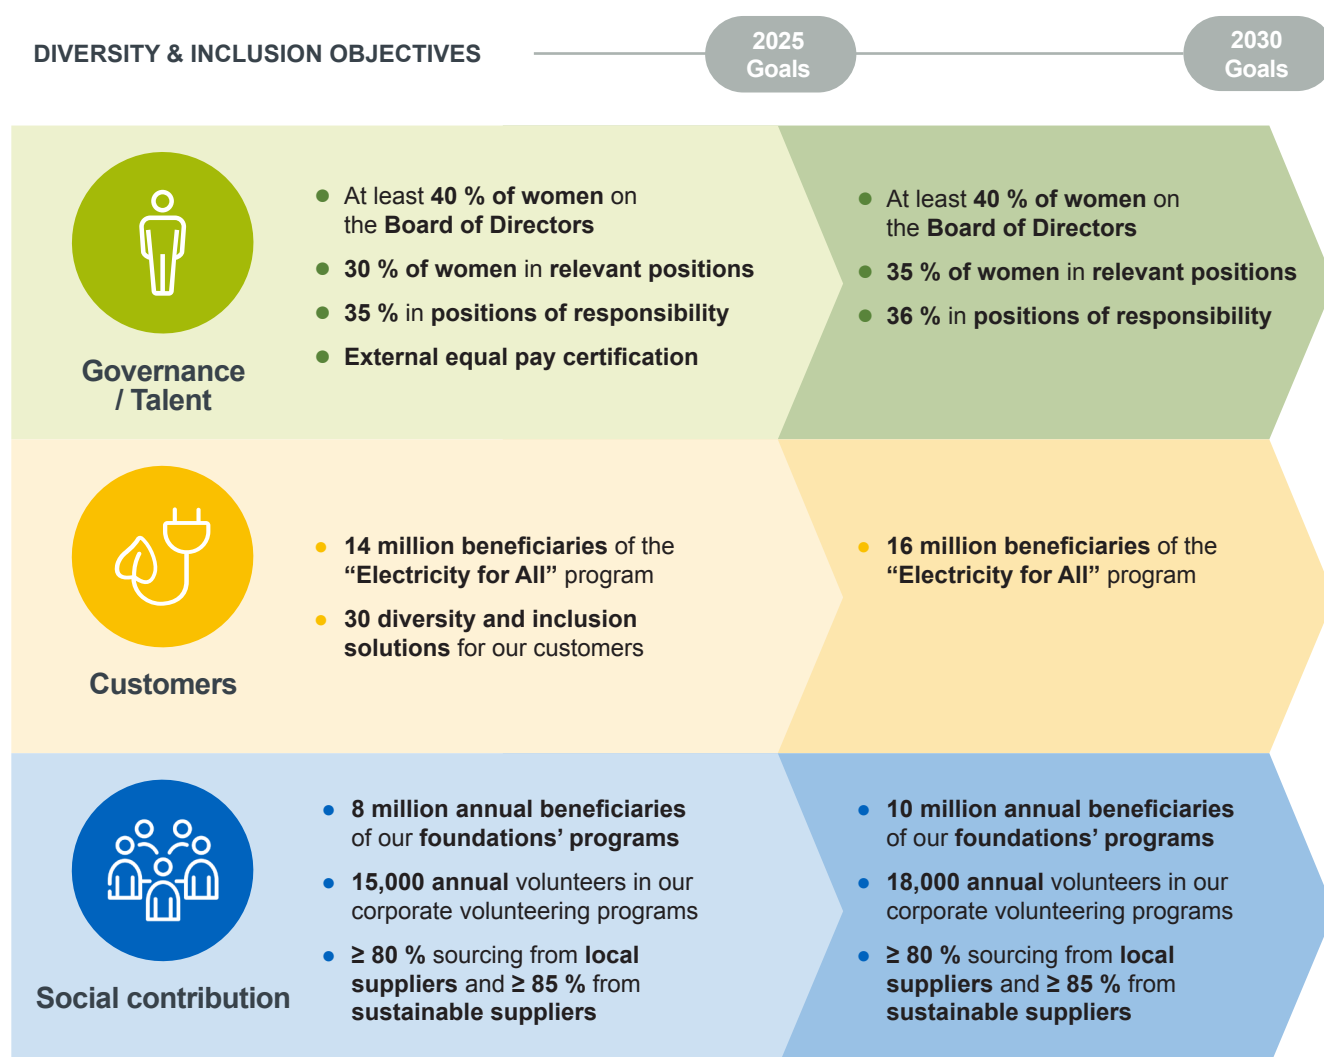 DIVERSITY & INCLUSION OBJECTIVES
2025
Goals
2030
Goals
Governance
/ Talent
● At least 40 % of women on
the Board of Directors
● 30 % of women in relevant positions
● 35 % in positions of responsibility
● External equal pay certification
● At least 40 % of women on
the Board of Directors
● 35 % of women in relevant positions
● 36 % in positions of responsibility
Customers
● 14 million beneficiaries of the
“Electricity for All” program
● 30 diversity and inclusion
solutions for our customers
● 16 million beneficiaries of the
“Electricity for All” program
Social contribution
● 8 million annual beneficiaries
of our foundations’ programs
● 15,000 annual volunteers in our
corporate volunteering programs
● ≥ 80 % sourcing from local
suppliers and ≥ 85 % from
sustainable suppliers
● 10 million annual beneficiaries
of our foundations’ programs
● 18,000 annual volunteers in our
corporate volunteering programs
● ≥ 80 % sourcing from local
suppliers and ≥ 85 % from
sustainable suppliers